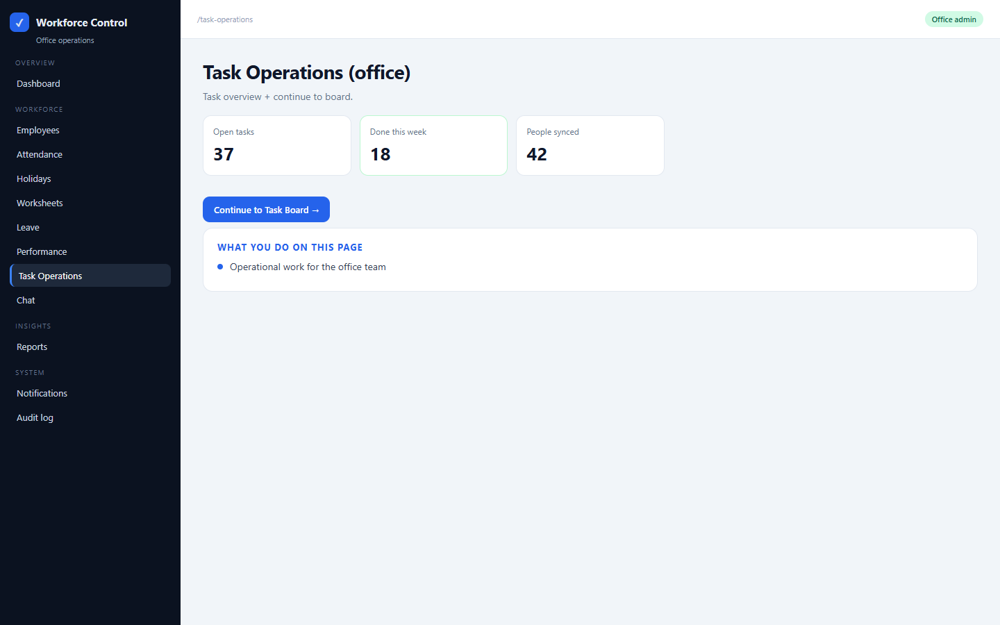 ✓ Workforce Control
Office operations
OVERVIEW
Dashboard
WORKFORCE
Employees
Attendance
Holidays
Worksheets
Leave
Performance
Task Operations
Chat
INSIGHTS
Reports
SYSTEM
Notifications
Audit log
/task-operations
Office admin
Task Operations (office)
Task overview + continue to board.
Open tasks
37
Done this week
18
People synced
42
Continue to Task Board →
WHAT YOU DO ON THIS PAGE
Operational work for the office team